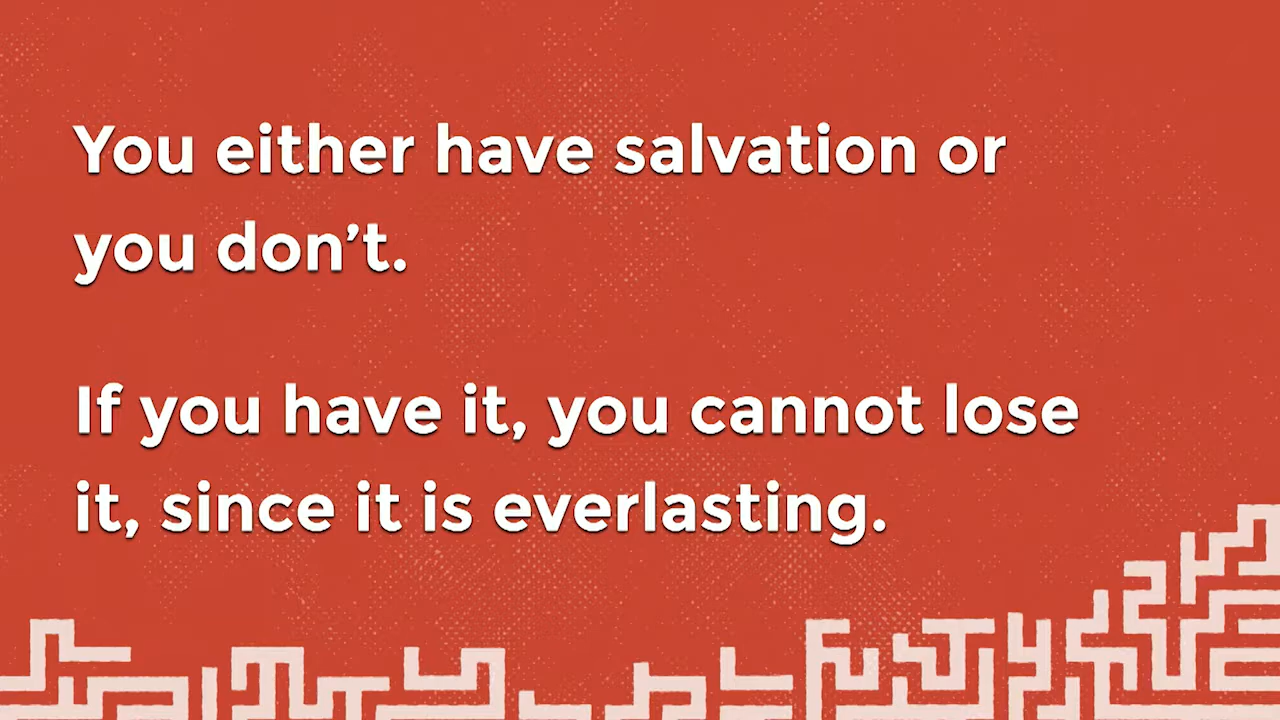 You either have salvation or
you don’t.
If you have it, you cannot lose
it, since it is everlasting.